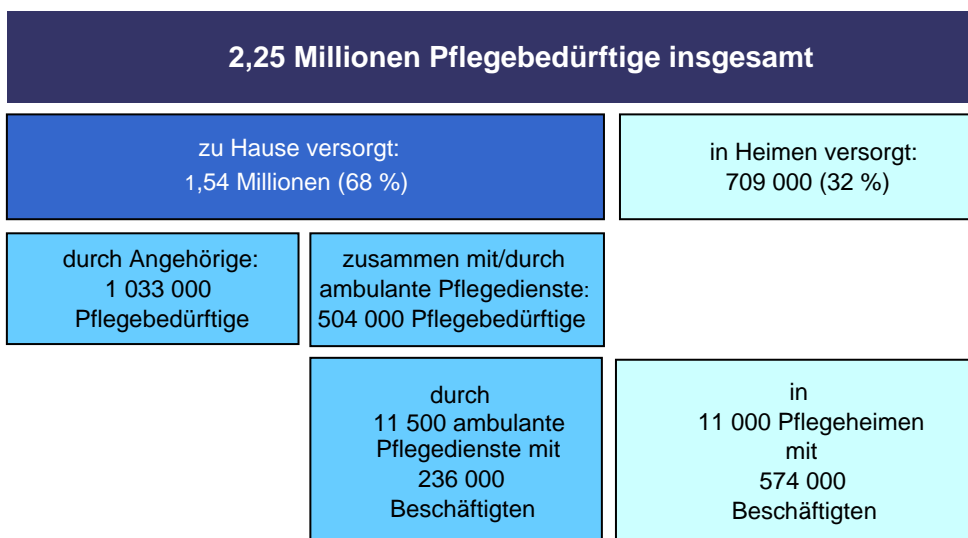 2,25 Millionen Pflegebedürftige insgesamt
zu Hause versorgt:
1,54 Millionen (68 %)
in Heimen versorgt:
709 000 (32 %)
durch Angehörige:
1 033 000
Pflegebedürftige
zusammen mit/durch
ambulante Pflegedienste:
504 000 Pflegebedürftige
durch
11 500 ambulante
Pflegedienste mit
236 000
Beschäftigten
in
11 000 Pflegeheimen
mit
574 000
Beschäftigten